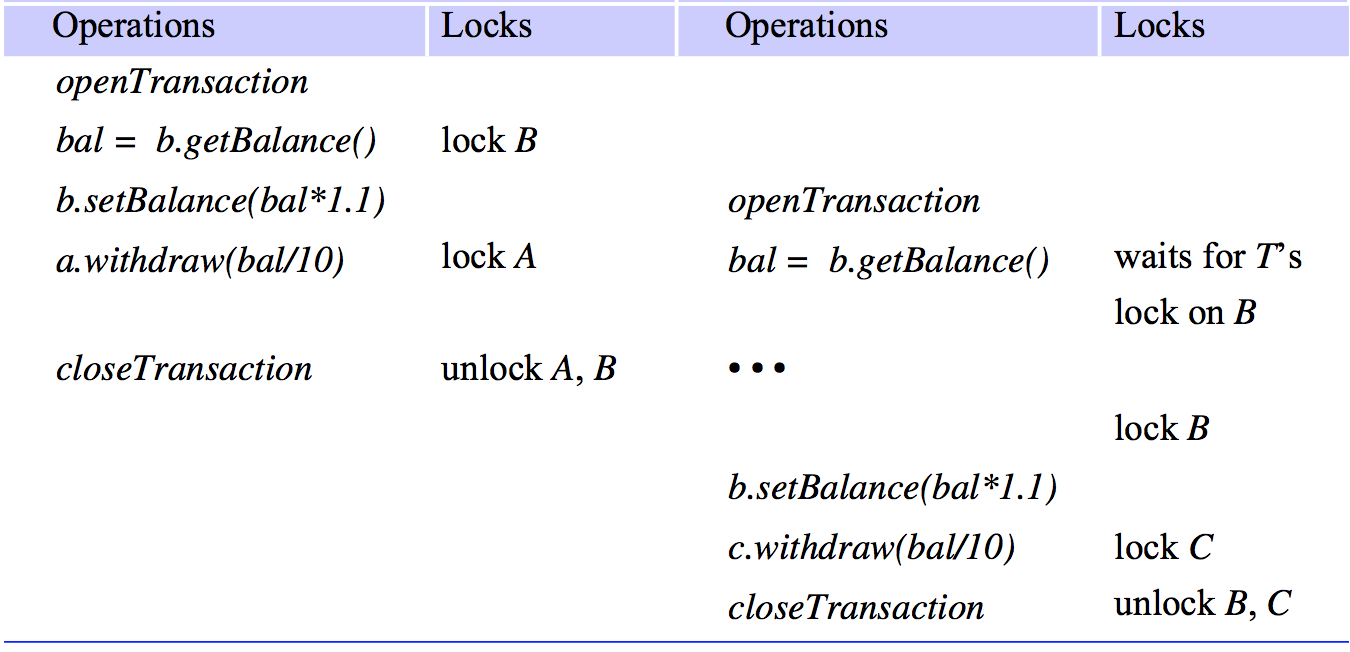 Operations Locks Operations Locks
openTransaction
bal = b.getBalance() lock B
b.setBalance(bal*1.1) openTransaction
a.withdraw(bal/10) lock A bal = b.getBalance() waits for T’s
lock on B
closeTransaction unlock A, B •••
lock B
b.setBalance(bal*1.1)
c.withdraw(bal/10) lock C
closeTransaction unlock B, C